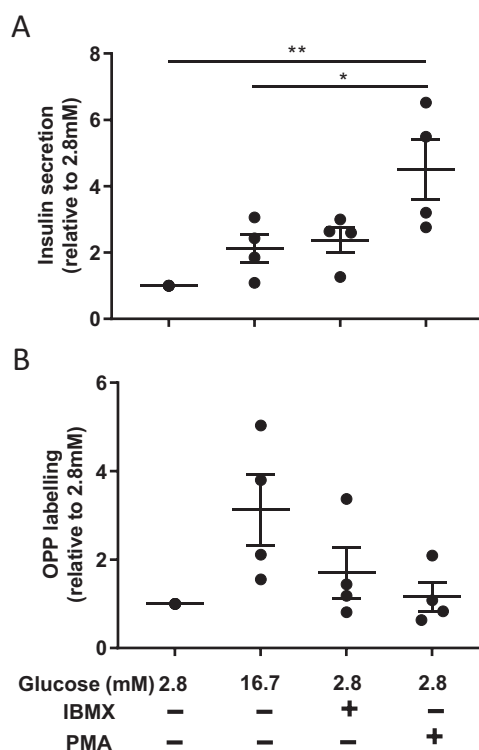 A
Insulin secretion
(relative to 2.8mM)
8
6
4
2
0
**
*
B
OPP labelling
(relative to 2.8mM)
6
4
2
0
Glucose (mM) 2.8 16.7 2.8 2.8
IBMX – – + –
PMA – – – +